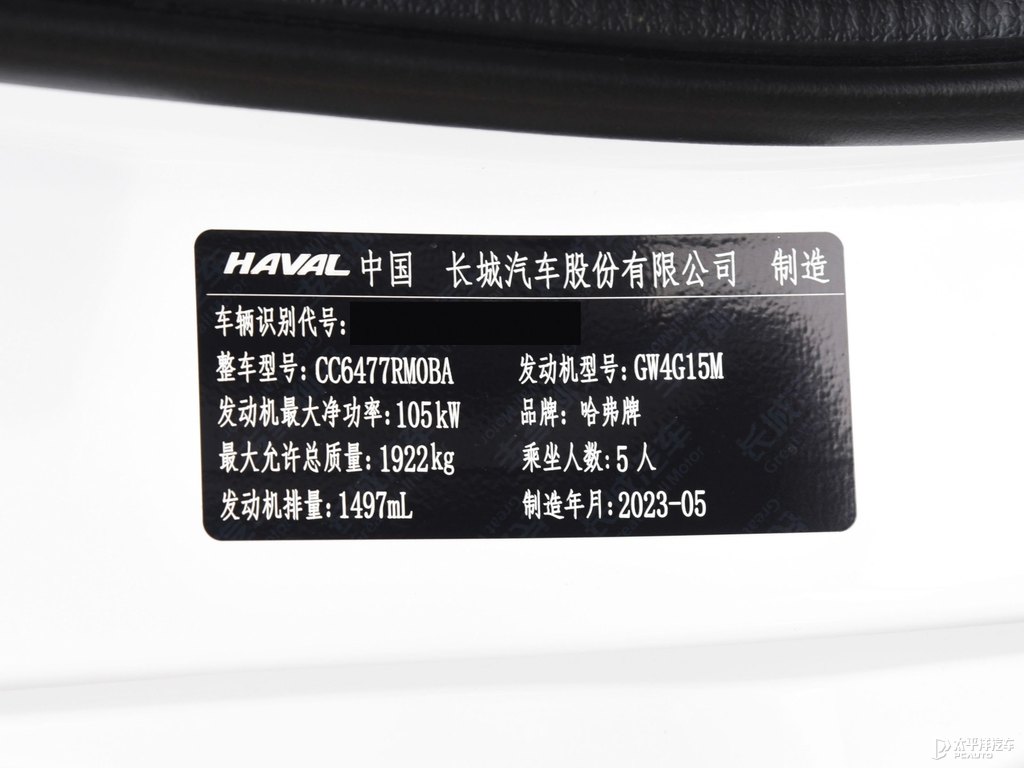 HAVAL 中国 长城汽车股份有限公司 制造
车辆识别代号:
整车型号: CC6477RM0BA 发动机型号: GW4G15M
发动机最大净功率: 105kW 品牌: 哈弗牌
最大允许总质量: 1922kg 乘坐人数: 5人
发动机排量: 1497mL 制造年月: 2023-05
太平洋汽车
PCAUTO